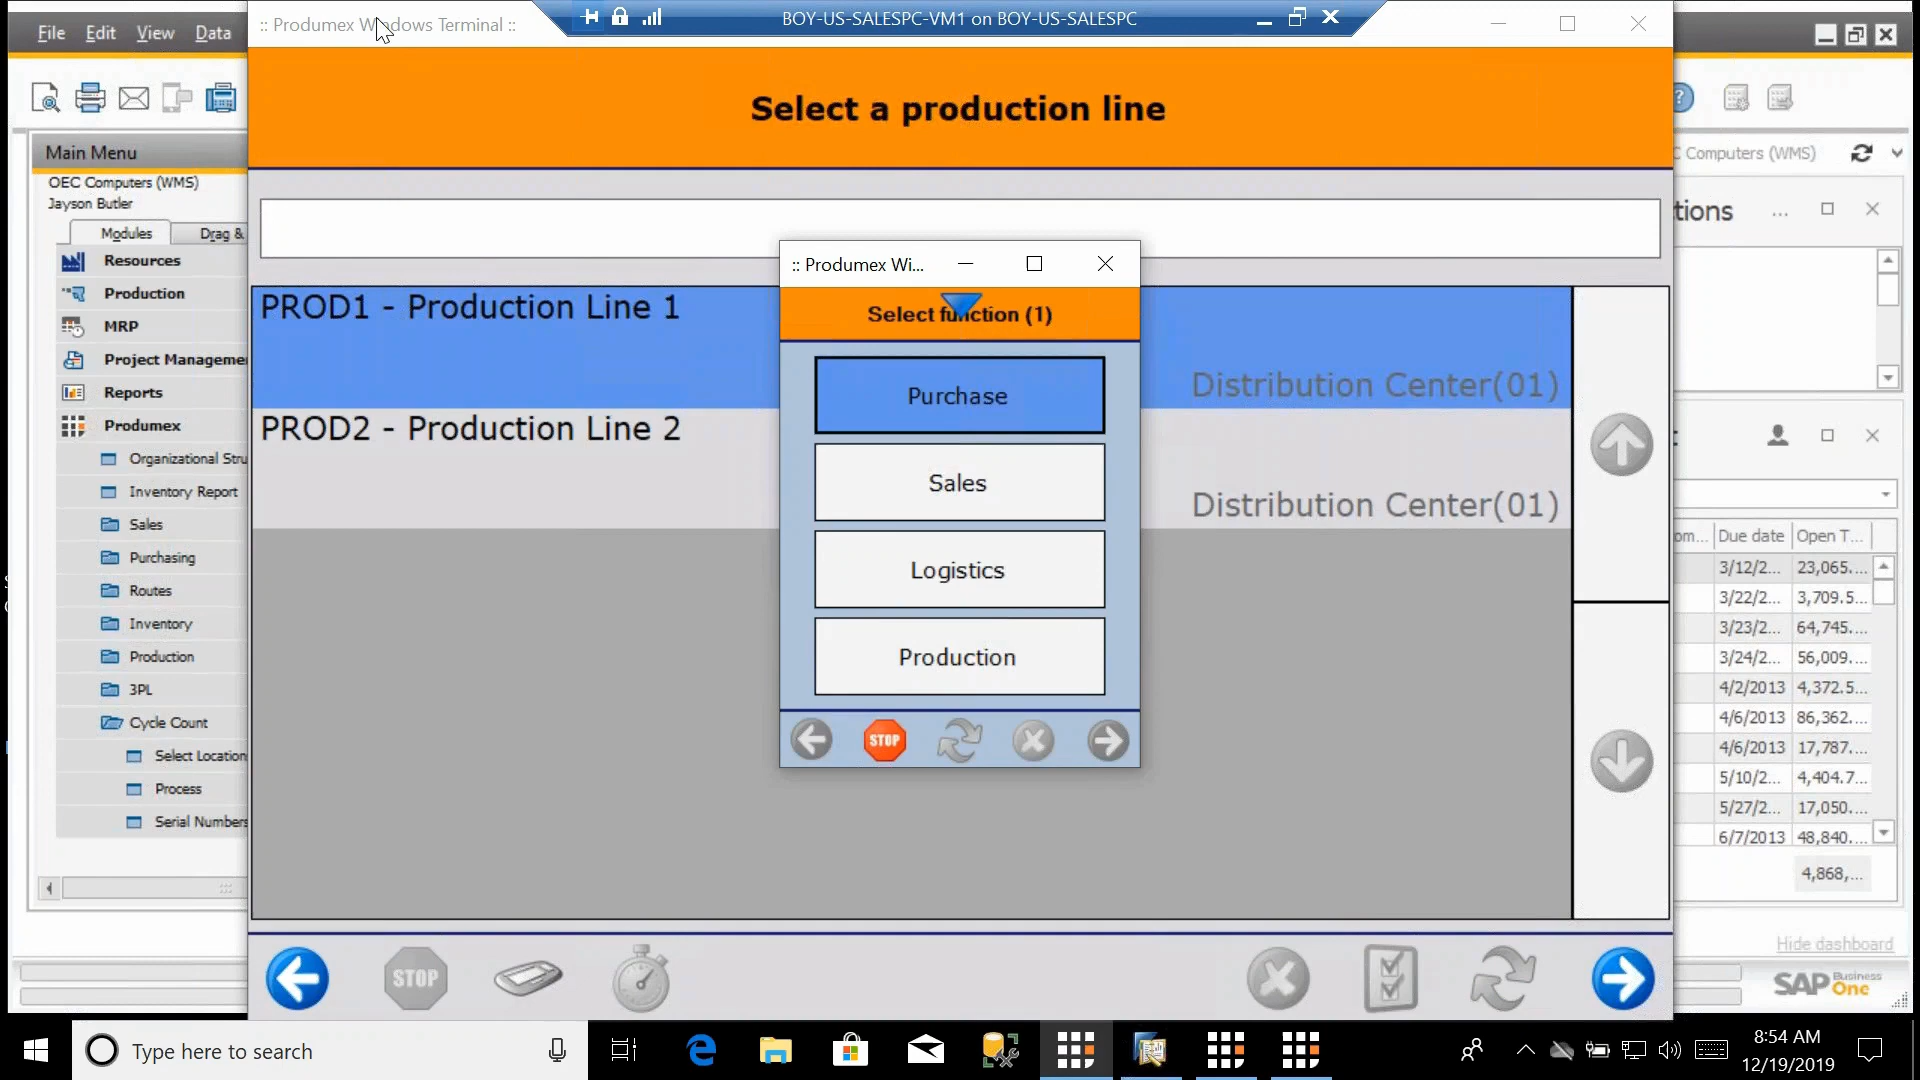 :: Produmex Windows Terminal ::
BOY-US-SALESPC-VM1 on BOY-US-SALESPC
File Edit View Data
Select a production line
Main Menu
OEC Computers (WMS)
Jayson Butler
Modules
Drag &
Resources
Production
MRP
Project Manageme
Reports
Produmex
Organizational Stru
Inventory Report
Sales
Purchasing
Routes
Inventory
Production
3PL
Cycle Count
Select Location
Process
Serial Numbers
PROD1 - Production Line 1
Distribution Center(01)
PROD2 - Production Line 2
Distribution Center(01)
:: Produmex Wi...
Select function (1)
Purchase
Sales
Logistics
Production
STOP
STOP
C Computers (WMS)
tions
...
om... Due date Open T...
3/12/2... 23,065....
3/22/2... 3,709.5...
3/23/2... 64,745....
3/24/2... 56,009....
4/2/2013 4,372.5...
4/6/2013 86,362....
4/6/2013 17,787....
5/10/2... 4,404.7...
5/27/2... 17,050....
6/7/2013 48,840....
4,868,...
Hide dashboard
SAP Business One
Type here to search
8:54 AM
12/19/2019